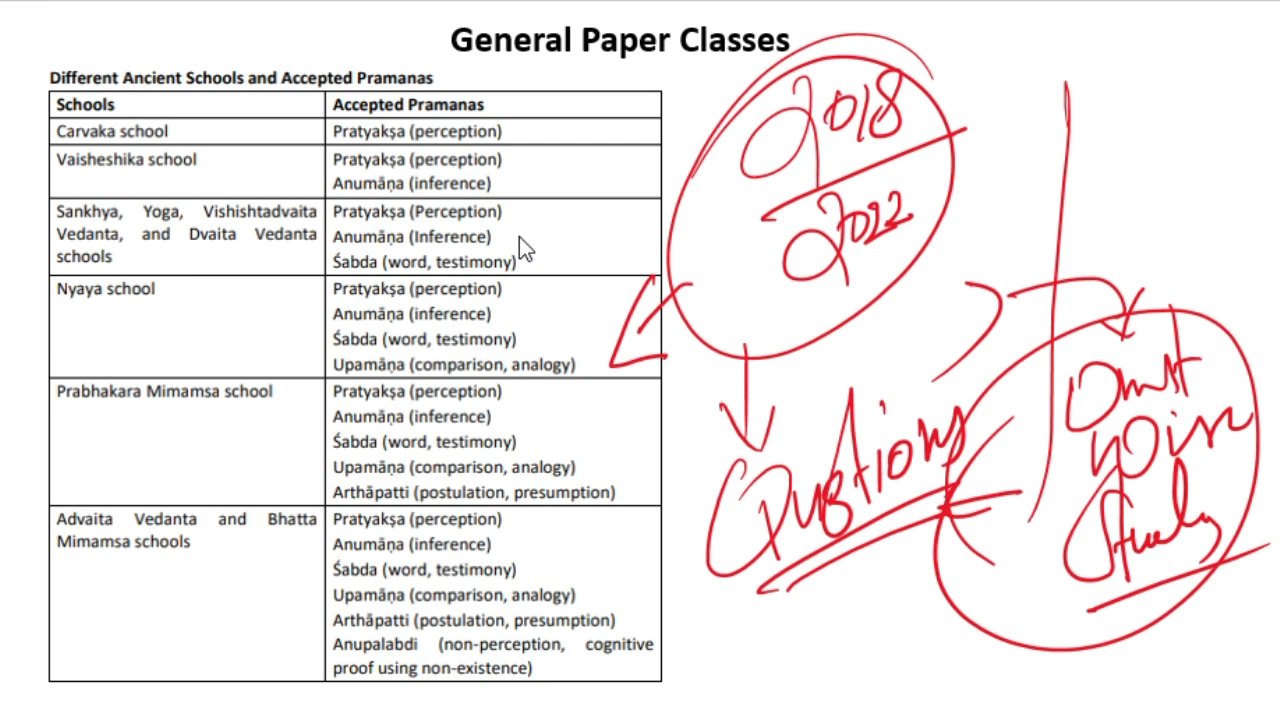 General Paper Classes
Different Ancient Schools and Accepted Pramanas
Schools Accepted Pramanas
Carvaka school Pratyakṣa (perception)
Vaisheshika school Pratyakṣa (perception)
Anumāṇa (inference)
Sankhya, Yoga, Vishishtadvaita Pratyakṣa (Perception)
Vedanta, and Dvaita Vedanta Anumāṇa (Inference)
schools Śabda (word, testimony)
Nyaya school Pratyakṣa (perception)
Anumāṇa (inference)
Śabda (word, testimony)
Upamāṇa (comparison, analogy)
Prabhakara Mimamsa school Pratyakṣa (perception)
Anumāṇa (inference)
Śabda (word, testimony)
Upamāṇa (comparison, analogy)
Arthāpatti (postulation, presumption)
Advaita Vedanta and Bhatta Pratyakṣa (perception)
Mimamsa schools Anumāṇa (inference)
Śabda (word, testimony)
Upamāṇa (comparison, analogy)
Arthāpatti (postulation, presumption)
Anupalabdi (non-perception, cognitive
proof using non-existence)
2018
2022
Study